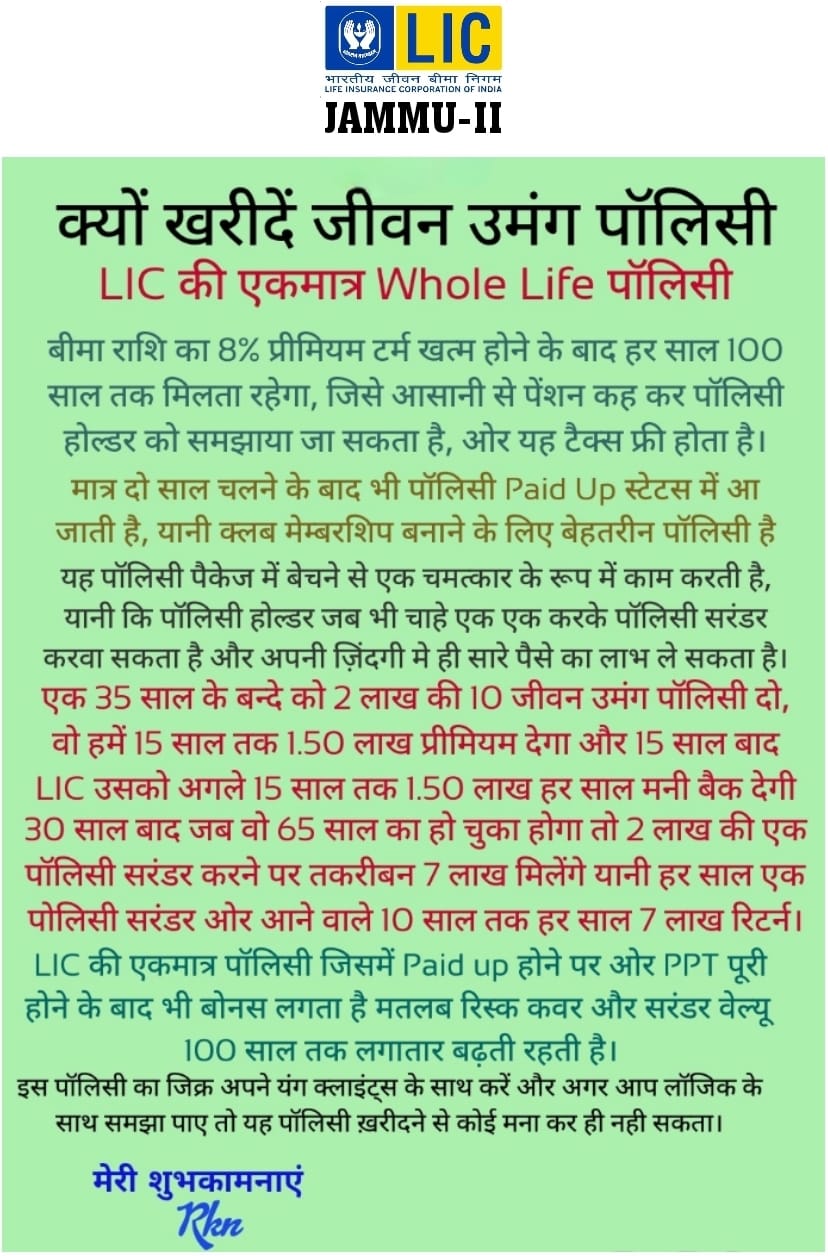 LIC
भारतीय जीवन बीमा निगम
LIFE INSURANCE CORPORATION OF INDIA
JAMMU-II
क्यों खरीदें जीवन उमंग पॉलिसी
LIC की एकमात्र Whole Life पॉलिसी
बीमा राशि का 8% प्रीमियम टर्म खत्म होने के बाद हर साल 100
साल तक मिलता रहेगा, जिसे आसानी से पेंशन कह कर पॉलिसी
होल्डर को समझाया जा सकता है, ओर यह टैक्स फ्री होता है।
मात्र दो साल चलने के बाद भी पॉलिसी Paid Up स्टेटस में आ
जाती है, यानी क्लब मेम्बरशिप बनाने के लिए बेहतरीन पॉलिसी है
यह पॉलिसी पैकेज में बेचने से एक चमत्कार के रूप में काम करती है,
यानी कि पॉलिसी होल्डर जब भी चाहे एक एक करके पॉलिसी सरंडर
करवा सकता है और अपनी ज़िंदगी मे ही सारे पैसे का लाभ ले सकता है।
एक 35 साल के बन्दे को 2 लाख की 10 जीवन उमंग पॉलिसी दो,
वो हमें 15 साल तक 1.50 लाख प्रीमियम देगा और 15 साल बाद
LIC उसको अगले 15 साल तक 1.50 लाख हर साल मनी बैक देगी
30 साल बाद जब वो 65 साल का हो चुका होगा तो 2 लाख की एक
पॉलिसी सरंडर करने पर तकरीबन 7 लाख मिलेंगे यानी हर साल एक
पोलिसी सरंडर ओर आने वाले 10 साल तक हर साल 7 लाख रिटर्न।
LIC की एकमात्र पॉलिसी जिसमें Paid up होने पर ओर PPT पूरी
होने के बाद भी बोनस लगता है मतलब रिस्क कवर और सरंडर वेल्यू
100 साल तक लगातार बढ़ती रहती है।
इस पॉलिसी का जिक्र अपने यंग क्लाइंट्स के साथ करें और अगर आप लॉजिक के
साथ समझा पाए तो यह पॉलिसी ख़रीदने से कोई मना कर ही नही सकता।
मेरी शुभकामनाएं
Rkn